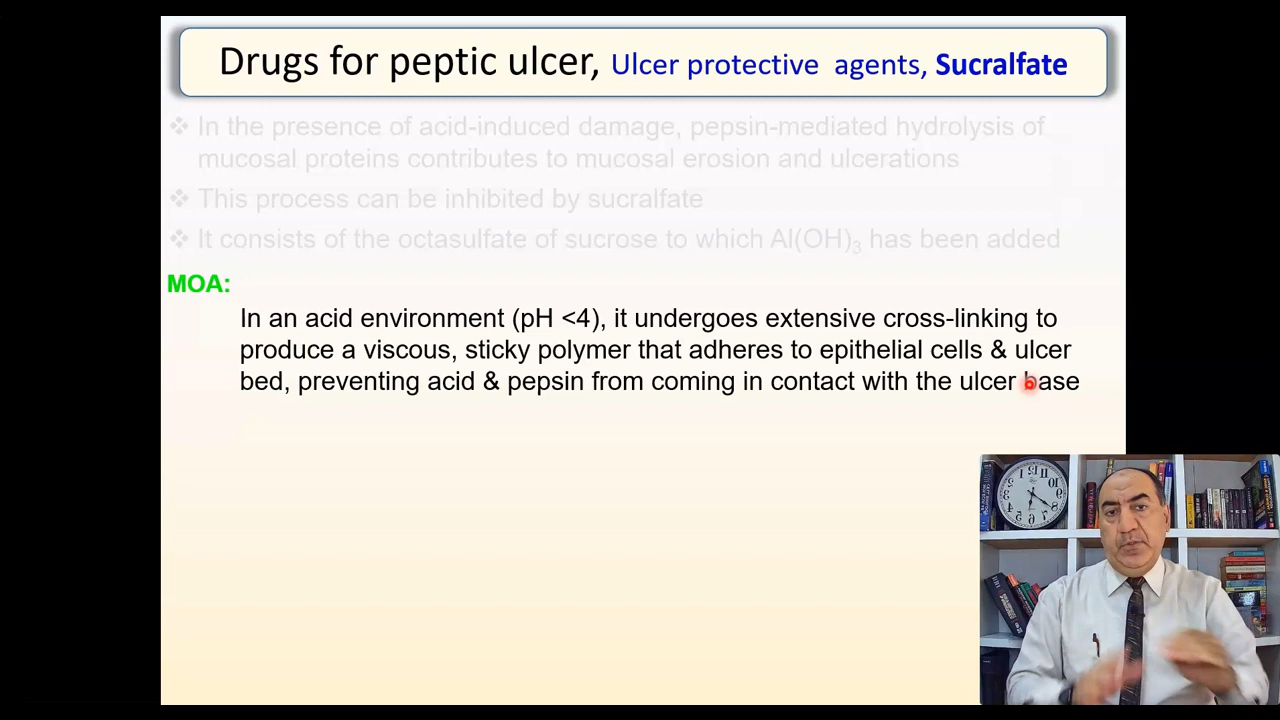 Drugs for peptic ulcer, Ulcer protective agents, Sucralfate
❖ In the presence of acid-induced damage, pepsin-mediated hydrolysis of
mucosal proteins contributes to mucosal erosion and ulcerations
❖ This process can be inhibited by sucralfate
❖ It consists of the octasulfate of sucrose to which Al(OH)₃ has been added
MOA:
In an acid environment (pH <4), it undergoes extensive cross-linking to
produce a viscous, sticky polymer that adheres to epithelial cells & ulcer
bed, preventing acid & pepsin from coming in contact with the ulcer base